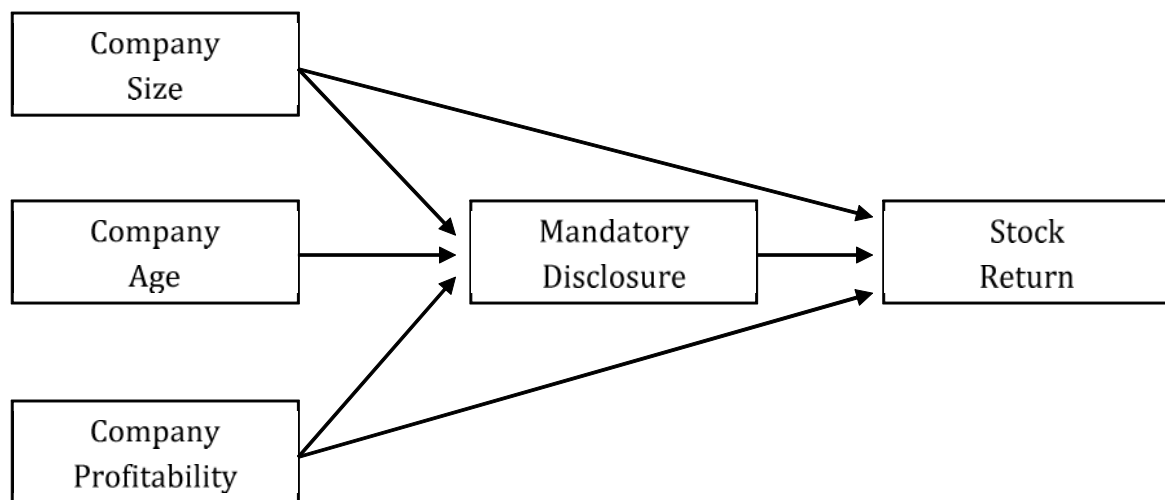 Company
Size
Company
Age
Mandatory
Disclosure
Stock
Return
Company
Profitability